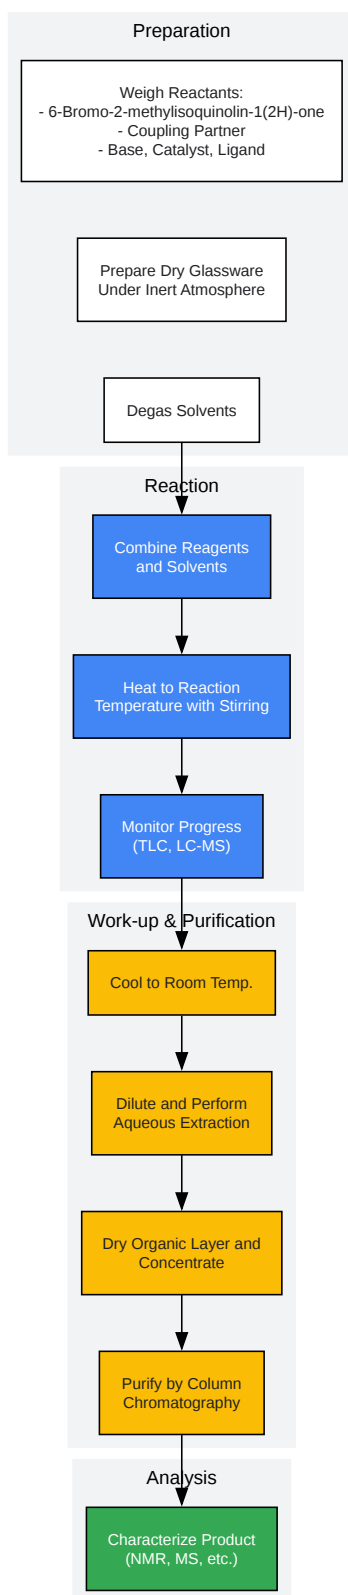 Preparation
Weigh Reactants:
- 6-Bromo-2-methylisoquinolin-1(2H)-one
- Coupling Partner
- Base, Catalyst, Ligand
Prepare Dry Glassware
Under Inert Atmosphere
Degas Solvents
Reaction
Combine Reagents
and Solvents
Heat to Reaction
Temperature with Stirring
Monitor Progress
(TLC, LC-MS)
Work-up & Purification
Cool to Room Temp.
Dilute and Perform
Aqueous Extraction
Dry Organic Layer and
Concentrate
Purify by Column
Chromatography
Analysis
Characterize Product
(NMR, MS, etc.)